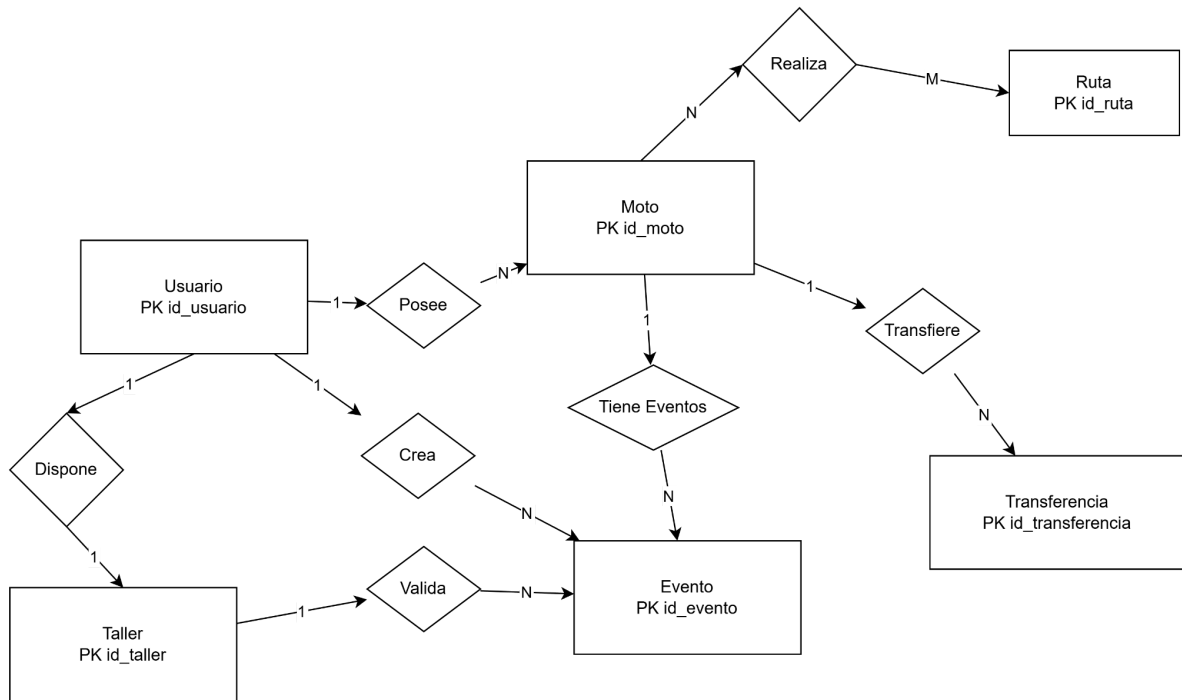 Realiza
Ruta
PK id_ruta
M
N
Moto
PK id_moto
Usuario
PK id_usuario
1
Posee
N
1
Transfiere
1
N
Transferencia
PK id_transferencia
1
Dispone
1
1
Crea
N
Tiene Eventos
N
Taller
PK id_taller
1
Valida
N
Evento
PK id_evento